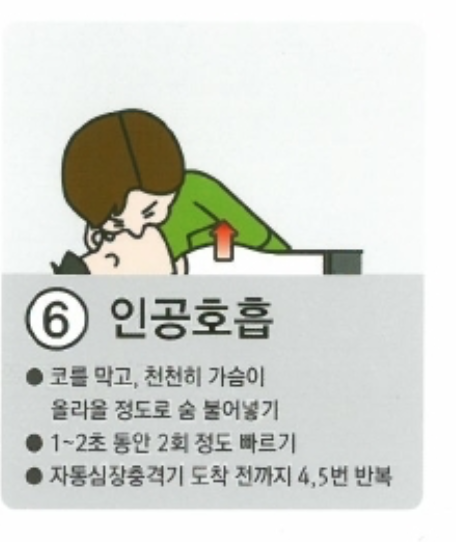 ⑥ 인공호흡
● 코를 막고, 천천히 가슴이
올라올 정도로 숨 불어넣기
● 1~2초 동안 2회 정도 빠르기
● 자동심장충격기 도착 전까지 4,5번 반복